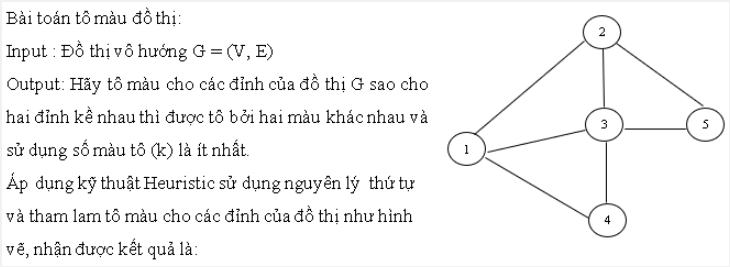 Bài toán tô màu đồ thị:
Input : Đồ thị vô hướng G = (V, E)
Output: Hãy tô màu cho các đỉnh của đồ thị G sao cho
hai đỉnh kề nhau thì được tô bởi hai màu khác nhau và
sử dụng số màu tô (k) là ít nhất.
Áp dụng kỹ thuật Heuristic sử dụng nguyên lý thứ tự
và tham lam tô màu cho các đỉnh của đồ thị như hình
vẽ, nhận được kết quả là:
2
3
5
1
4